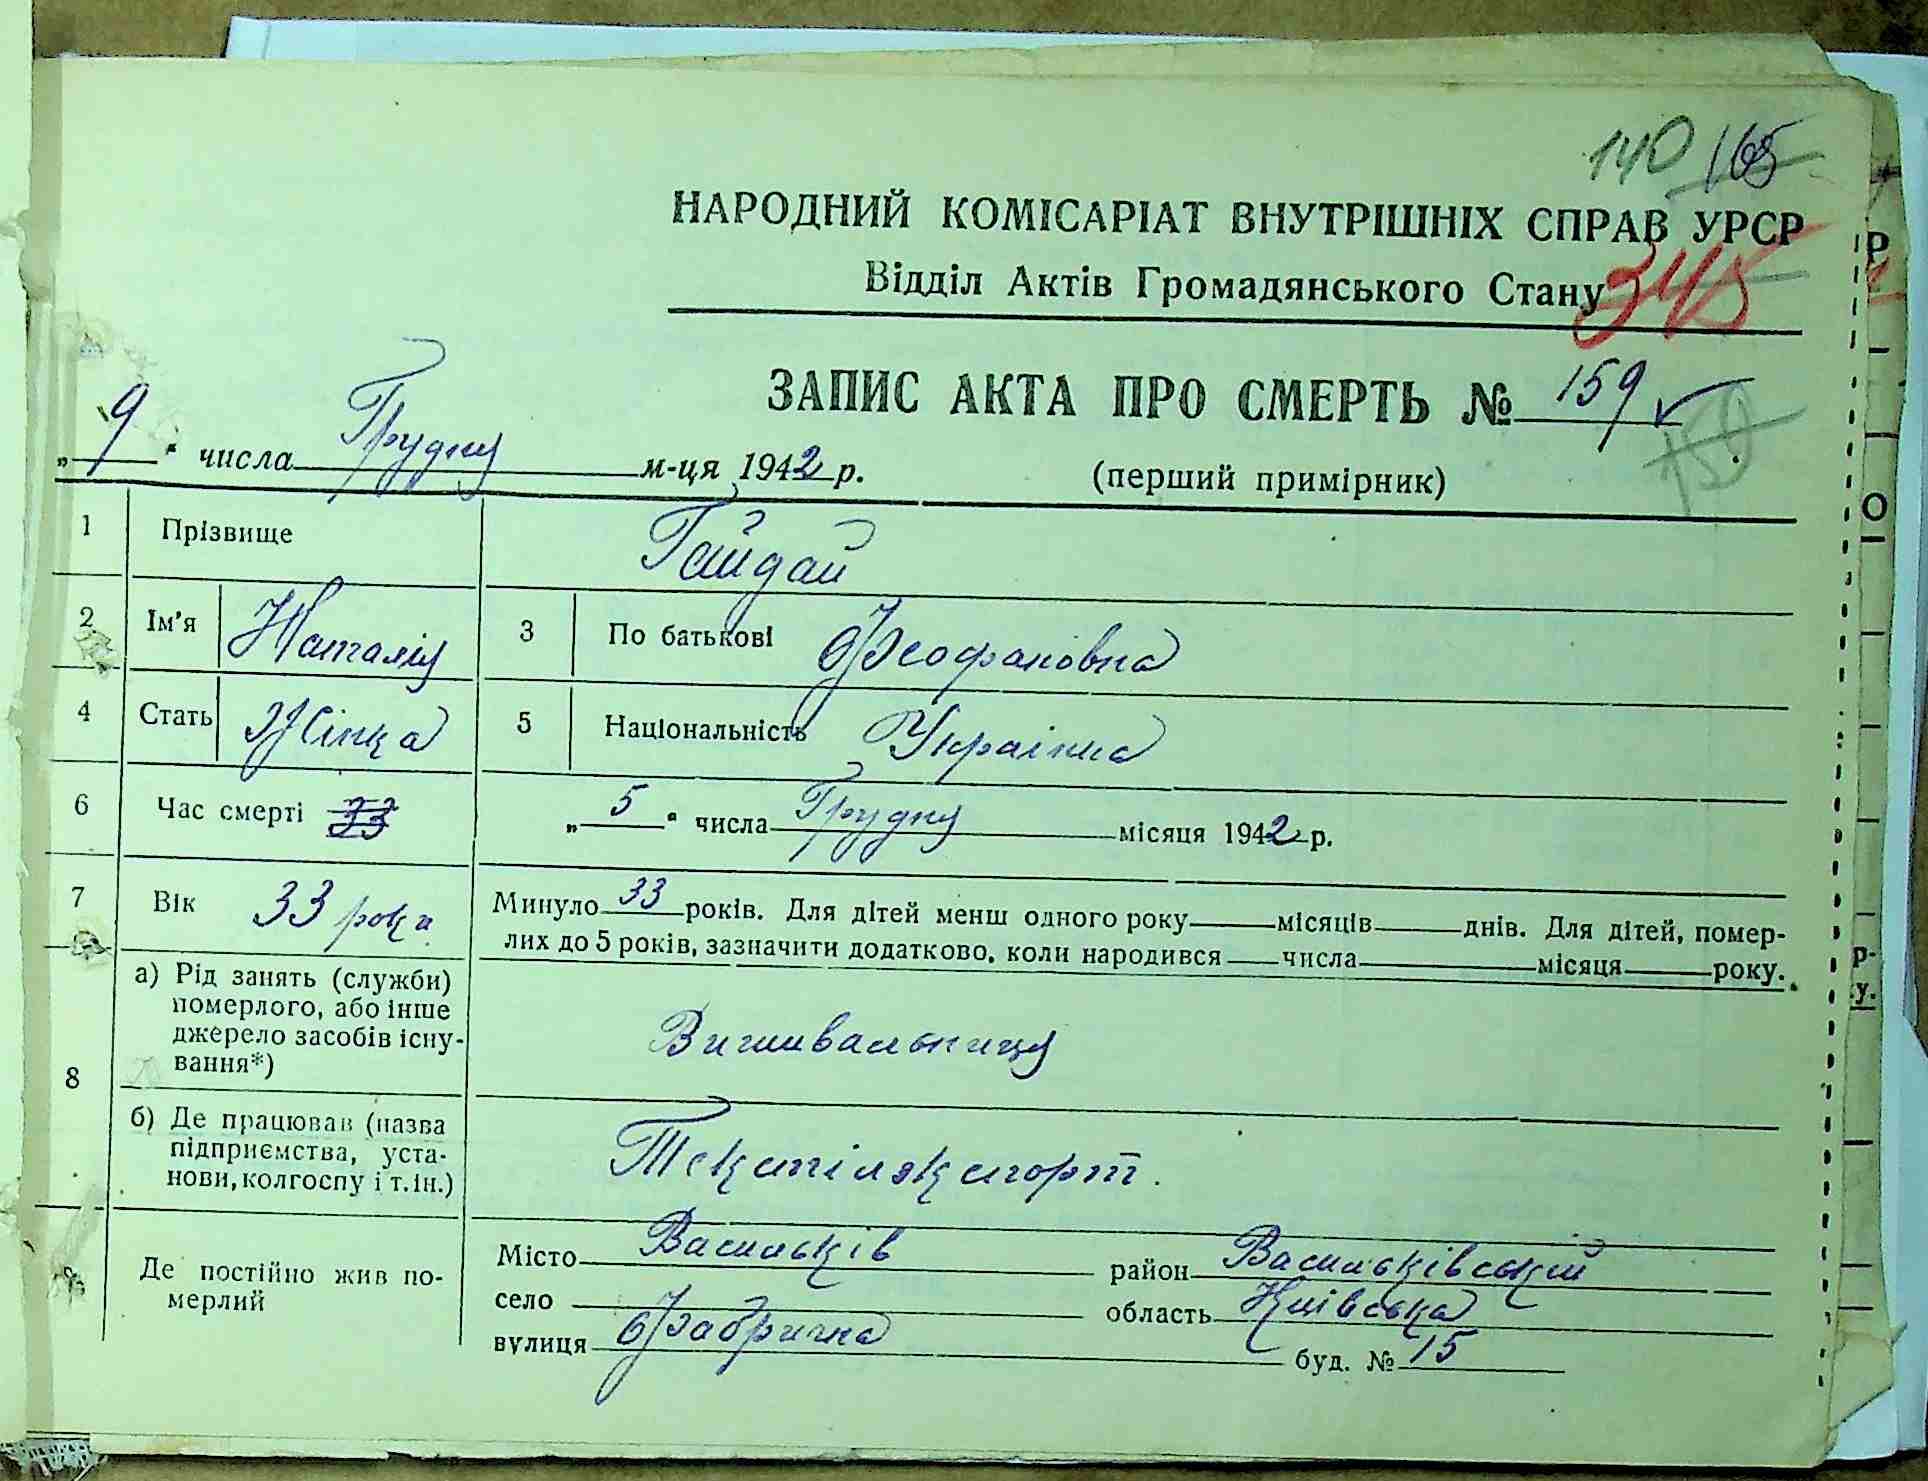 140 165
НАРОДНИЙ КОМІСАРІАТ ВНУТРІШНІХ СПРАВ УРСР
Відділ Актів Громадянського Стану 345
ЗАПИС АКТА ПРО СМЕРТЬ № 159
„ 9 “ числа Грудня м-ця 1942 р. (перший примірник) 159
1 Прізвище Гайдай
2 Ім’я Наталія 3 По батькові Феофановна
4 Стать Жінка 5 Національність Українка
6 Час смерті 33 „ 5 “ числа Грудня місяця 1942 р.
7 Вік 33 роки Минуло 33 років. Для дітей менш одного року місяців днів. Для дітей, помер-
лих до 5 років, зазначити додатково, коли народився числа місяця року.
8 а) Рід занять (служби)
померлого, або інше
джерело засобів існу-
вання*) Вишивальниця
б) Де працював (назва
підприємства, уста-
нови, колгоспу і т. ін.) Текстілякспорт.
Де постійно жив по-
мерлий
Місто Васильків район Васильківський
село область Київська
вулиця Фабрична буд. № 15
Р
О
р-
у.